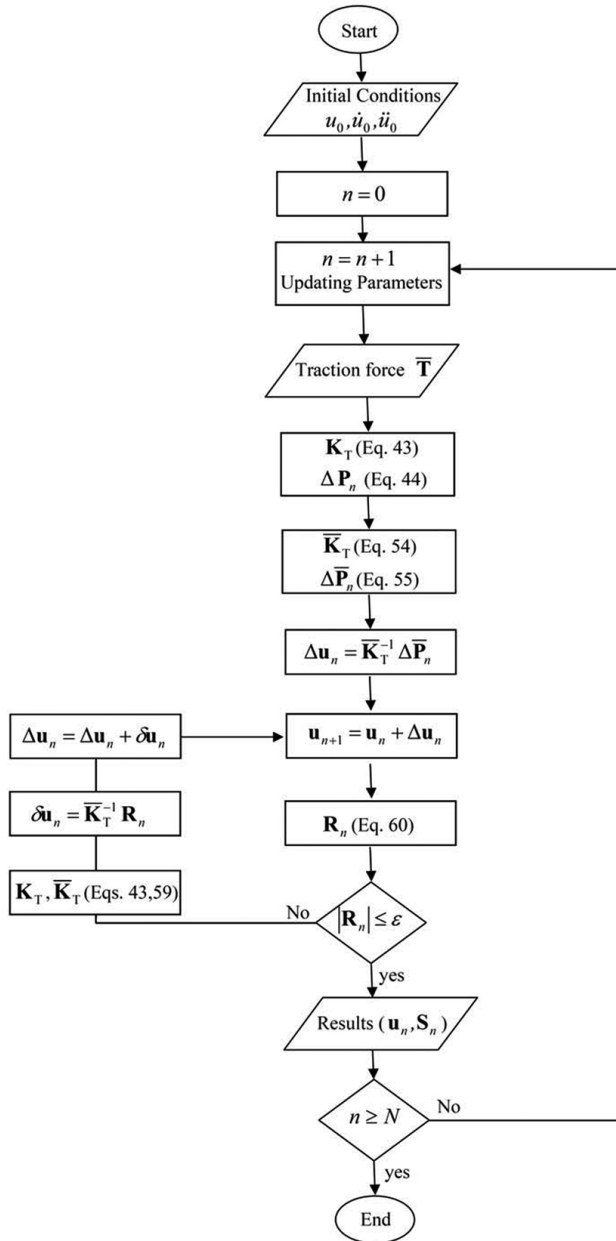 Start
Initial Conditions
u₀,u̇₀,ü₀
n = 0
n = n + 1
Updating Parameters
Traction force T̅
K_T (Eq. 43)
ΔP_n (Eq. 44)
K̅_T (Eq. 54)
ΔP̅_n (Eq. 55)
Δu_n = K̅_T⁻¹ ΔP̅_n
Δu_n = Δu_n + δu_n
u_{n+1} = u_n + Δu_n
δu_n = K̅_T⁻¹ R_n
R_n (Eq. 60)
K_T , K̅_T (Eqs. 43,59)
No
|R_n| ≤ ε
yes
Results ( u_n,S_n )
n ≥ N
No
yes
End